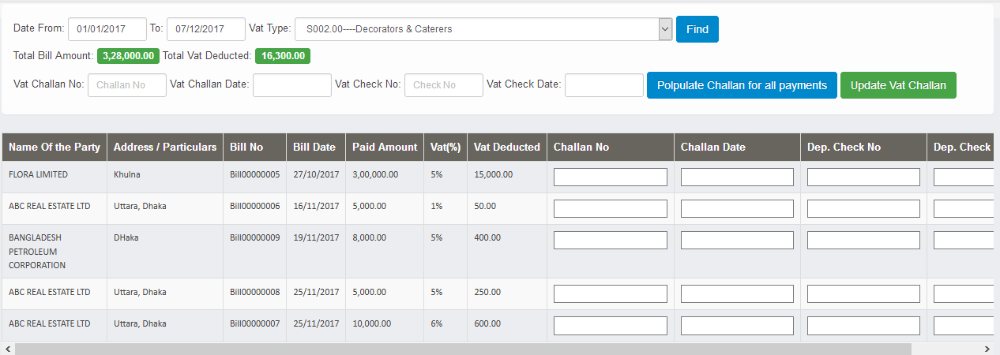 Date From: 01/01/2017 To: 07/12/2017 Vat Type: S002.00----Decorators & Caterers Find
Total Bill Amount: 3,28,000.00 Total Vat Deducted: 16,300.00
Vat Challan No: Challan No Vat Challan Date: Vat Check No: Check No Vat Check Date: Polpulate Challan for all payments Update Vat Challan
Name Of the Party Address / Particulars Bill No Bill Date Paid Amount Vat(%) Vat Deducted Challan No Challan Date Dep. Check No Dep. Check
FLORA LIMITED Khulna Bill00000005 27/10/2017 3,00,000.00 5% 15,000.00
ABC REAL ESTATE LTD Uttara, Dhaka Bill00000006 16/11/2017 5,000.00 1% 50.00
BANGLADESH DHaka Bill00000009 19/11/2017 8,000.00 5% 400.00
PETROLEUM
CORPORATION
ABC REAL ESTATE LTD Uttara, Dhaka Bill00000008 25/11/2017 5,000.00 5% 250.00
ABC REAL ESTATE LTD Uttara, Dhaka Bill00000007 25/11/2017 10,000.00 6% 600.00